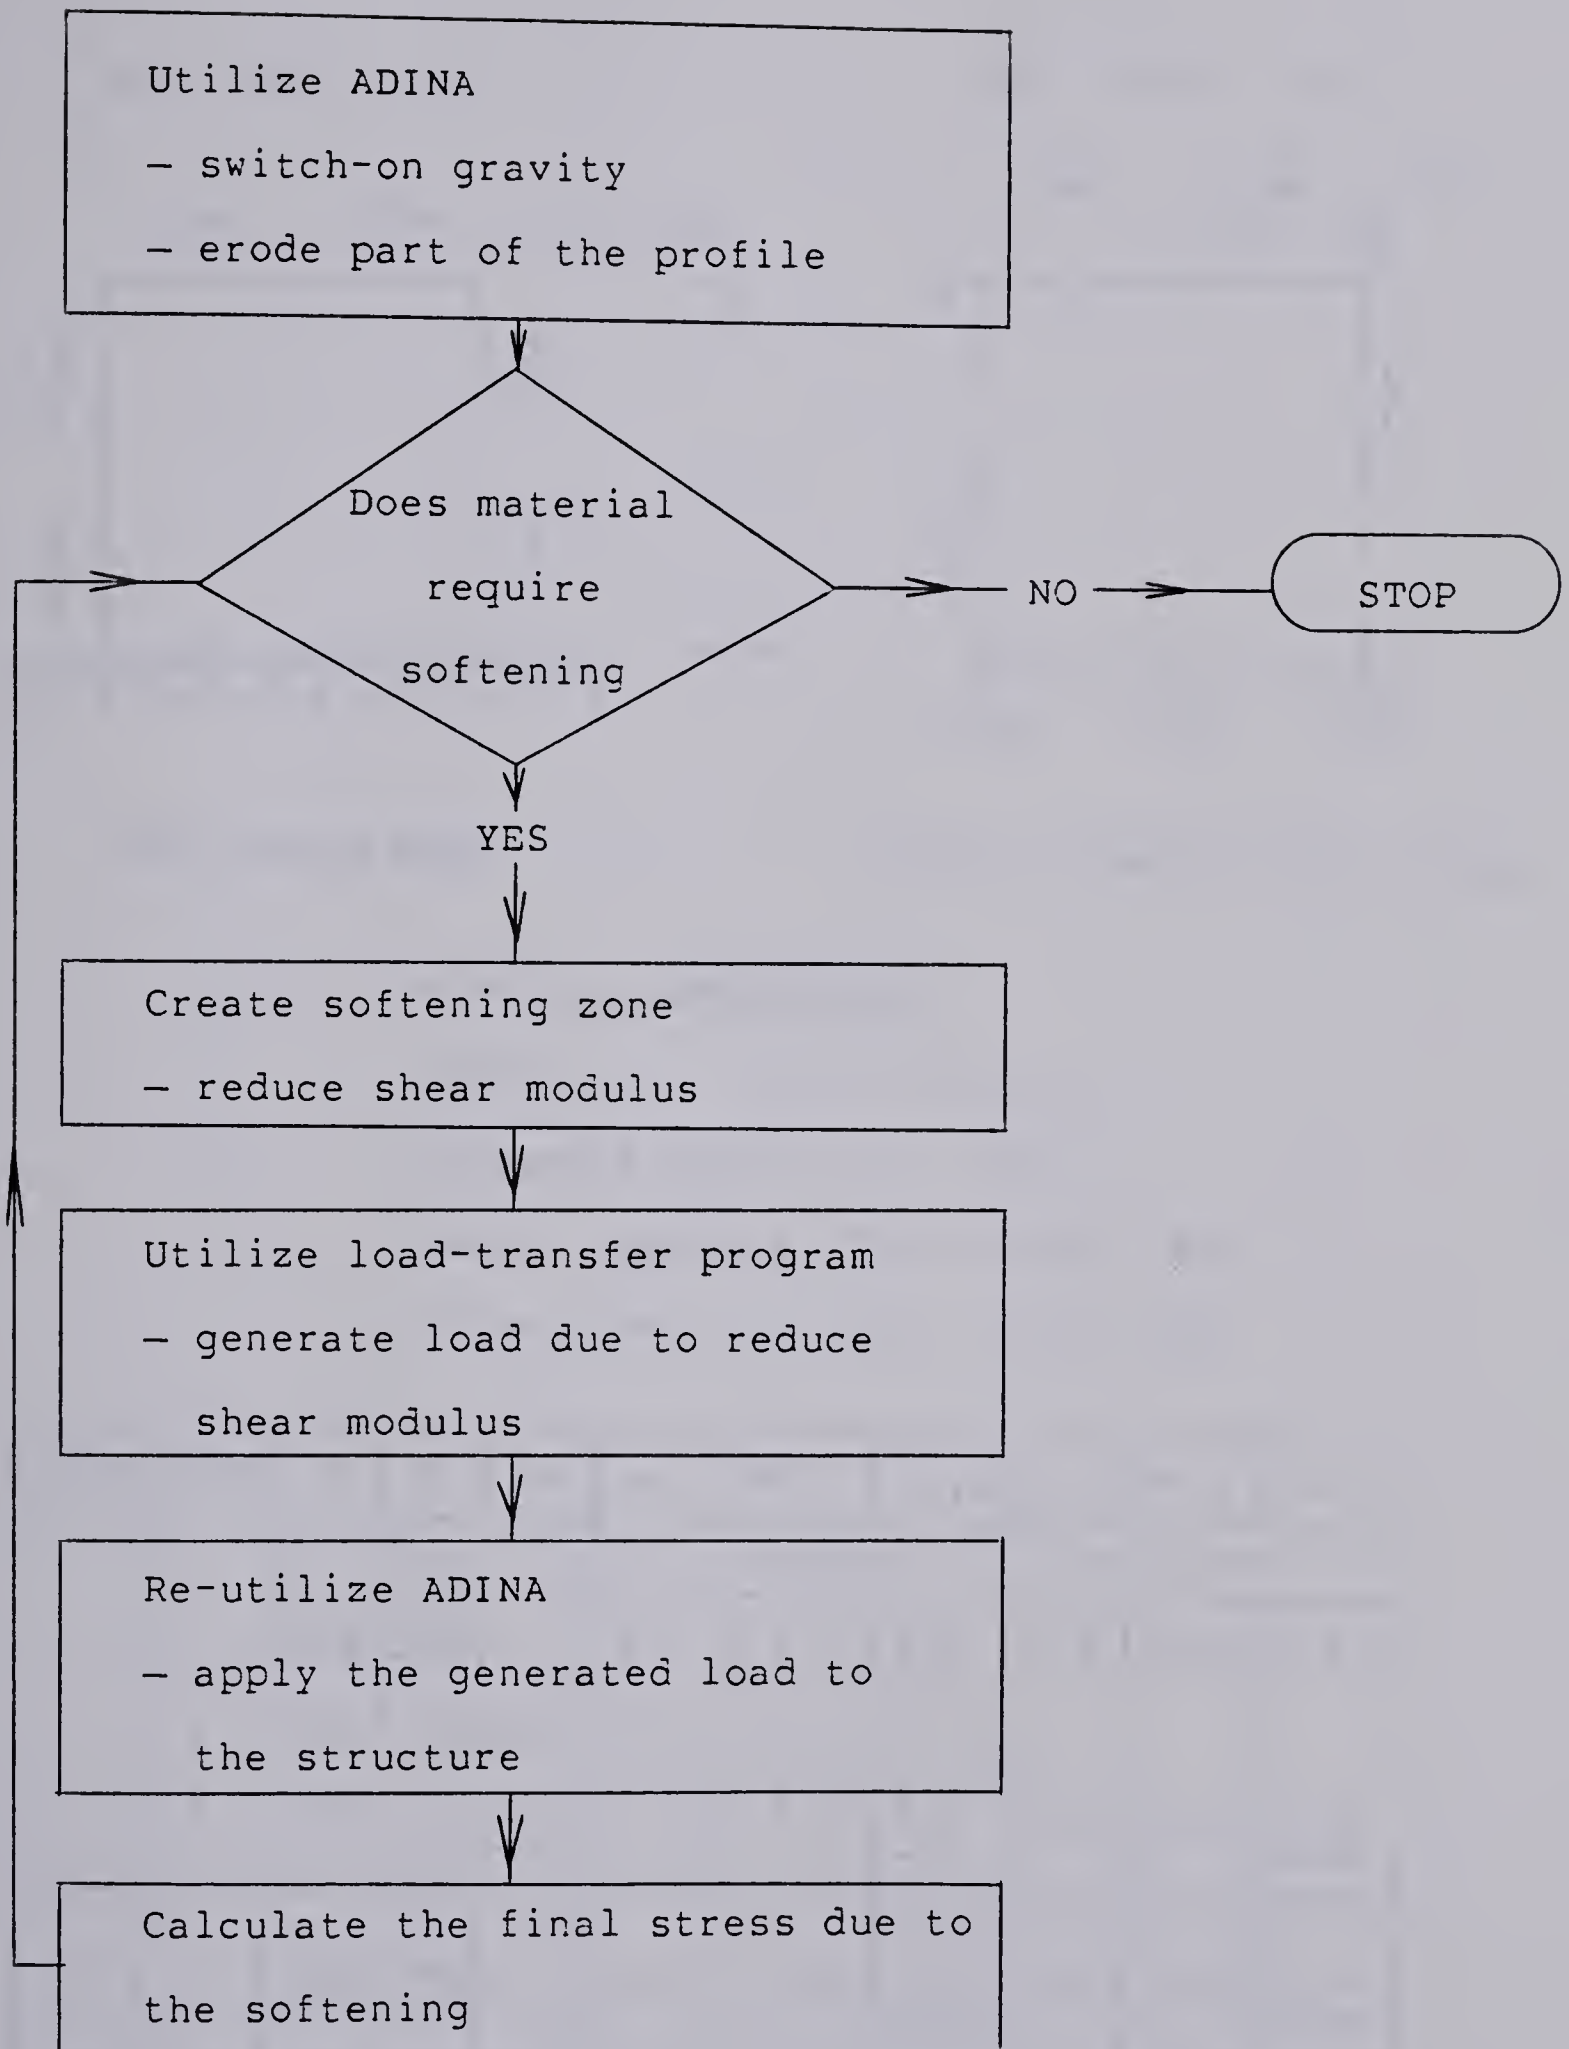 Utilize ADINA
— switch-on gravity
— erode part of the profile
Does material
require
softening
NO
STOP
YES
Create softening zone
— reduce shear modulus
Utilize load-transfer program
— generate load due to reduce
shear modulus
Re-utilize ADINA
— apply the generated load to
the structure
Calculate the final stress due to
the softening